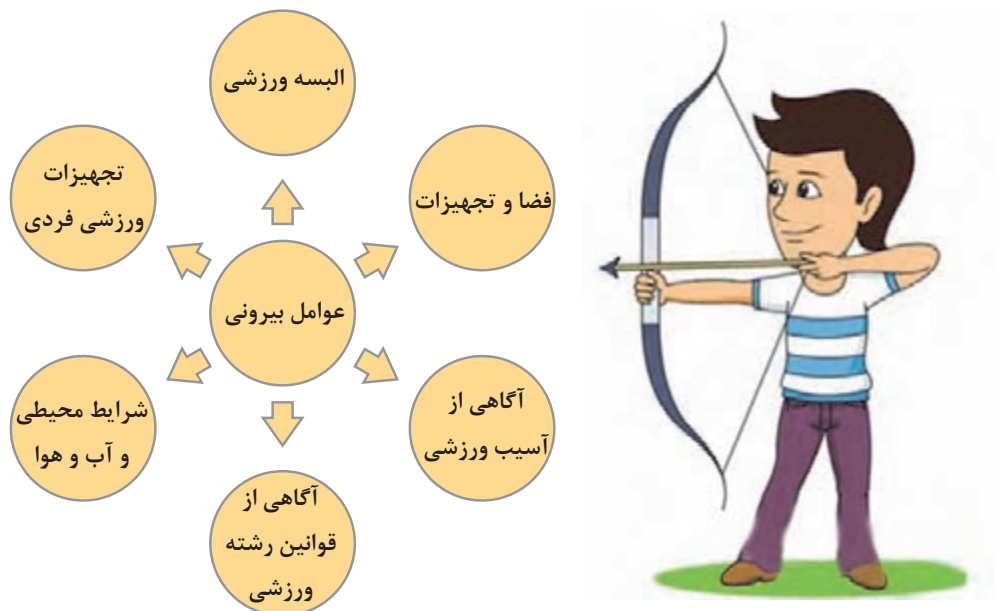 البسه ورزشی
فضا و تجهیزات
تجهیزات
ورزشی فردی
عوامل بیرونی
آگاهی از
آسیب ورزشی
شرایط محیطی
و آب و هوا
آگاهی از
قوانین رشته
ورزشی